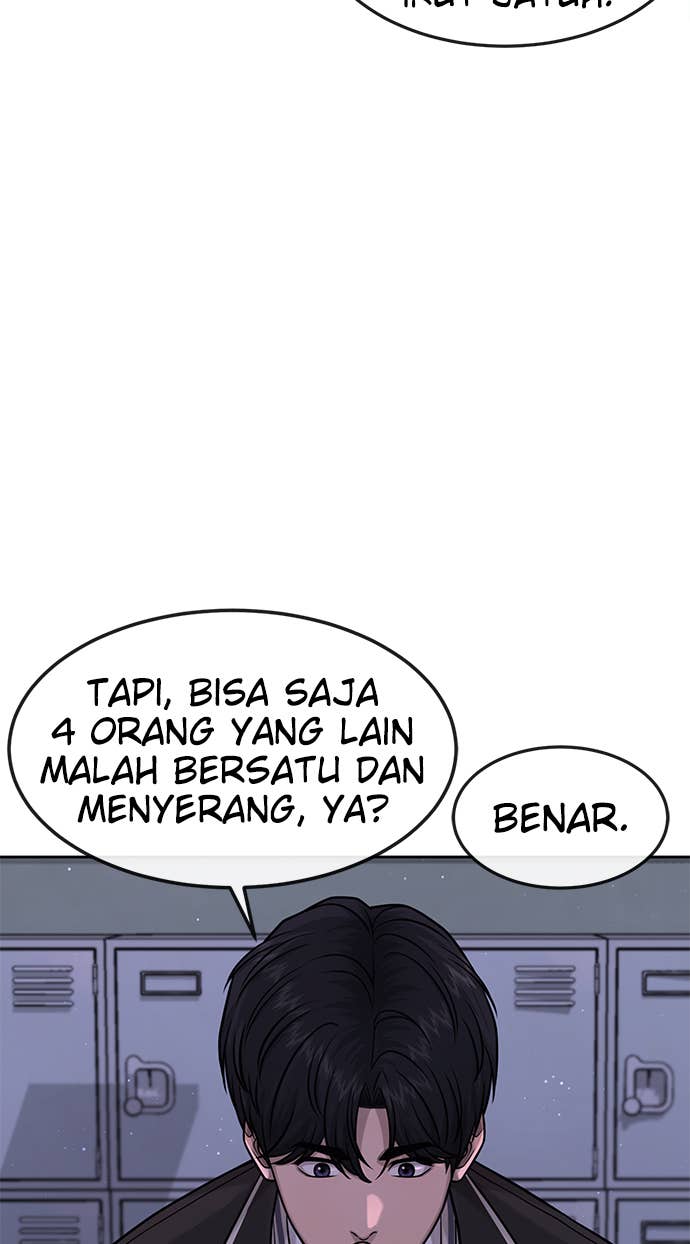 TAPI, BISA SAJA
4 ORANG YANG LAIN
MALAH BERSATU DAN
MENYERANG, YA?
BENAR.